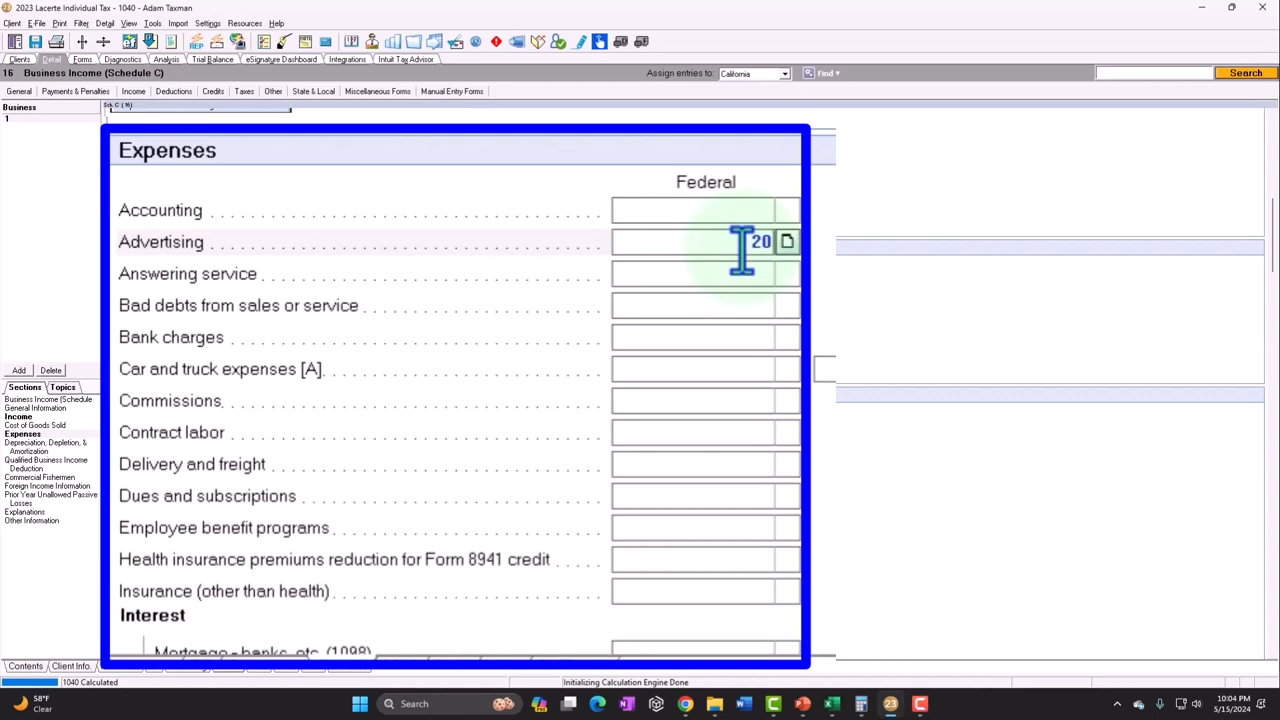 2023 Lacerte Individual Tax - 1040 - Adam Taxman
Client E-File Print Filter Detail View Tools Import Settings Resources Help
Clients Detail Forms Diagnostics Analysis Trial Balance eSignature Dashboard Integrations Intuit Tax Advisor
16 Business Income (Schedule C) Assign entries to: California Find Search
General Payments & Penalties Income Deductions Credits Taxes Other State & Local Miscellaneous Forms Manual Entry Forms
Business
1
Sch. C (16)
Expenses
Federal
Accounting
Advertising 20
Answering service
Bad debts from sales or service
Bank charges
Car and truck expenses [A]
Commissions
Contract labor
Delivery and freight
Dues and subscriptions
Employee benefit programs
Health insurance premiums reduction for Form 8941 credit
Insurance (other than health)
Interest
Mortgage - banks, etc. (1098)
Add Delete
Sections Topics
Business Income (Schedule
General Information
Income
Cost of Goods Sold
Expenses
Depreciation, Depletion, &
Amortization
Qualified Business Income
Deduction
Commercial Fishermen
Foreign Income Information
Prior Year Unallowed Passive
Losses
Explanations
Other Information
Contents Client Info.
1040 Calculated Initializing Calculation Engine Done
58°F
Clear
Search
23
10:04 PM
5/15/2024